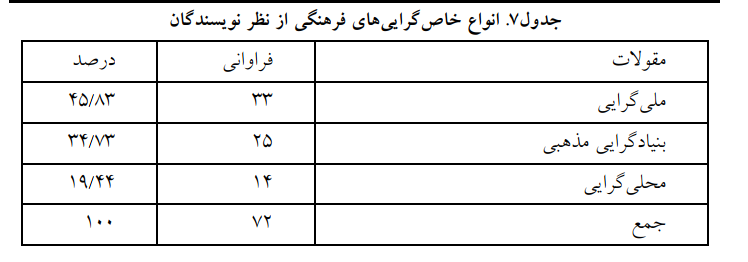 جدول۷. انواع خاص‌گرایی‌های فرهنگی از نظر نویسندگان
مقولات فراوانی درصد
ملی‌گرایی ۳۳ ۴۵/۸۳
بنیادگرایی مذهبی ۲۵ ۳۴/۷۳
محلی‌گرایی ۱۴ ۱۹/۴۴
جمع ۷۲ ۱۰۰